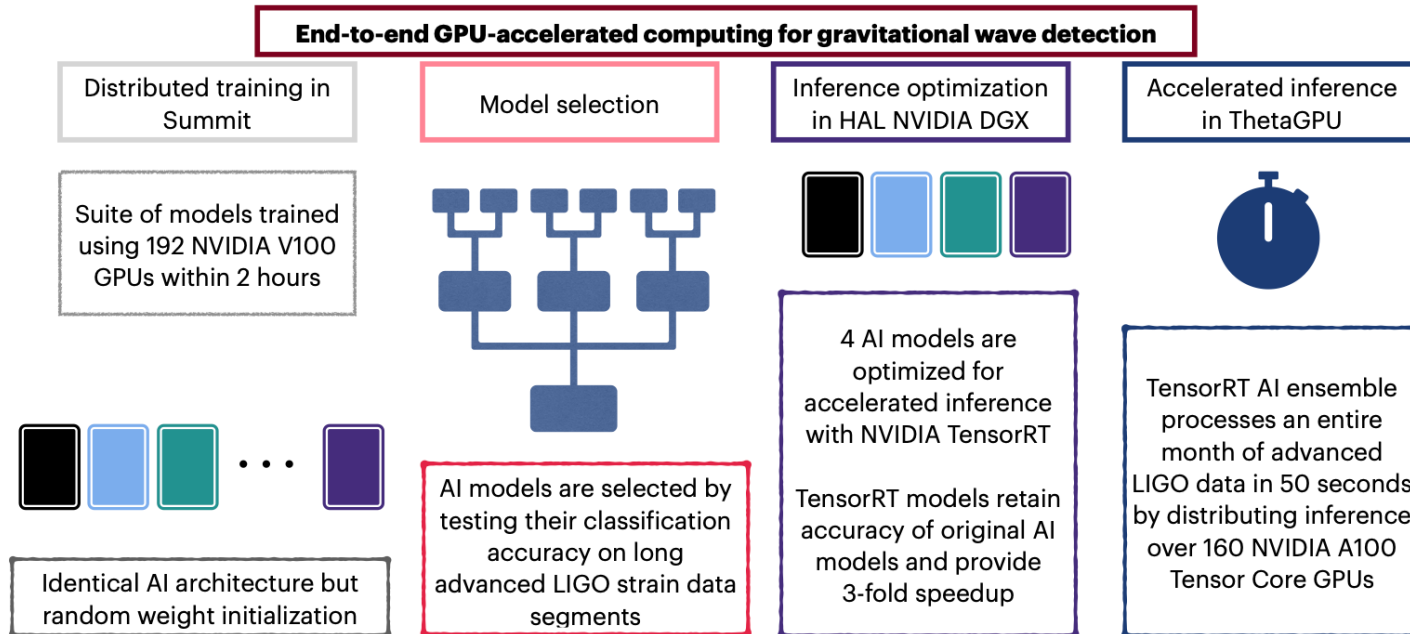 End-to-end GPU-accelerated computing for gravitational wave detection
Distributed training in
Summit
Suite of models trained
using 192 NVIDIA V100
GPUs within 2 hours
Identical AI architecture but
random weight initialization
Model selection
AI models are selected by
testing their classification
accuracy on long
advanced LIGO strain data
segments
Inference optimization
in HAL NVIDIA DGX
4 AI models are
optimized for
accelerated inference
with NVIDIA TensorRT
TensorRT models retain
accuracy of original AI
models and provide
3-fold speedup
Accelerated inference
in ThetaGPU
TensorRT AI ensemble
processes an entire
month of advanced
LIGO data in 50 seconds
by distributing inference
over 160 NVIDIA A100
Tensor Core GPUs